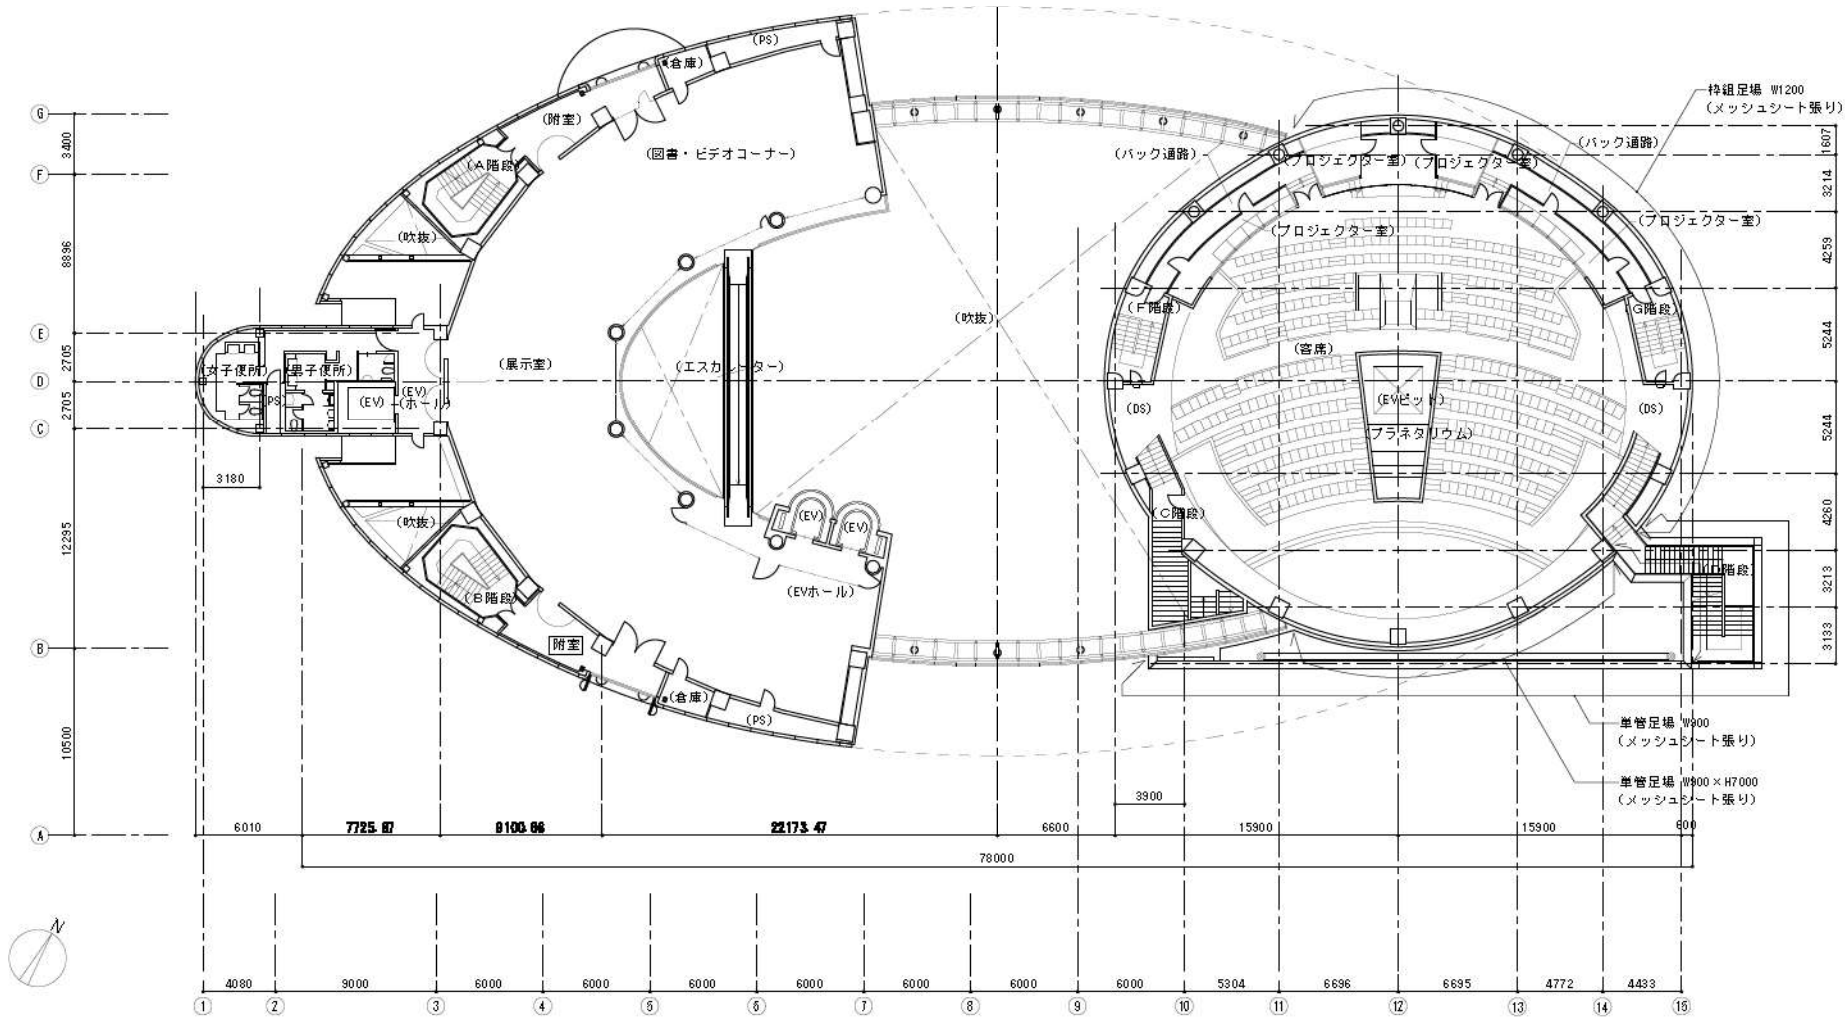 (PS)
(倉庫)
枠組足場 W1200
(メッシュシート張り)
G
3400
(附室)
(図書・ビデオコーナー)
(バック通路)
(プロジェクター室)
(プロジェクター室)
(バック通路)
1607
(A階段)
F
3214
(吹抜)
(プロジェクター室)
(プロジェクター室)
8896
4259
(F階段)
(G階段)
(吹抜)
E
2705
(展示室)
(エスカレーター)
(客席)
5244
(女子便所)
(男子便所)
D
(PS)
(EV)
(EV)
(ホール)
(DS)
(EVピット)
(DS)
2705
C
(プラネタリウム)
5244
3180
(吹抜)
(EV)
(EV)
(C階段)
4260
12295
(D階段)
(B階段)
(EVホール)
3213
附室
B
3133
(倉庫)
(PS)
単管足場 W900
(メッシュシート張り)
10500
単管足場 W900×H7000
(メッシュシート張り)
3900
A
6010
7725.87
9100.66
22173.47
6600
15900
15900
600
78000
N
4080
9000
6000
6000
6000
6000
6000
6000
6000
5304
6696
6695
4772
4433
1
2
3
4
5
6
7
8
9
10
11
12
13
14
15